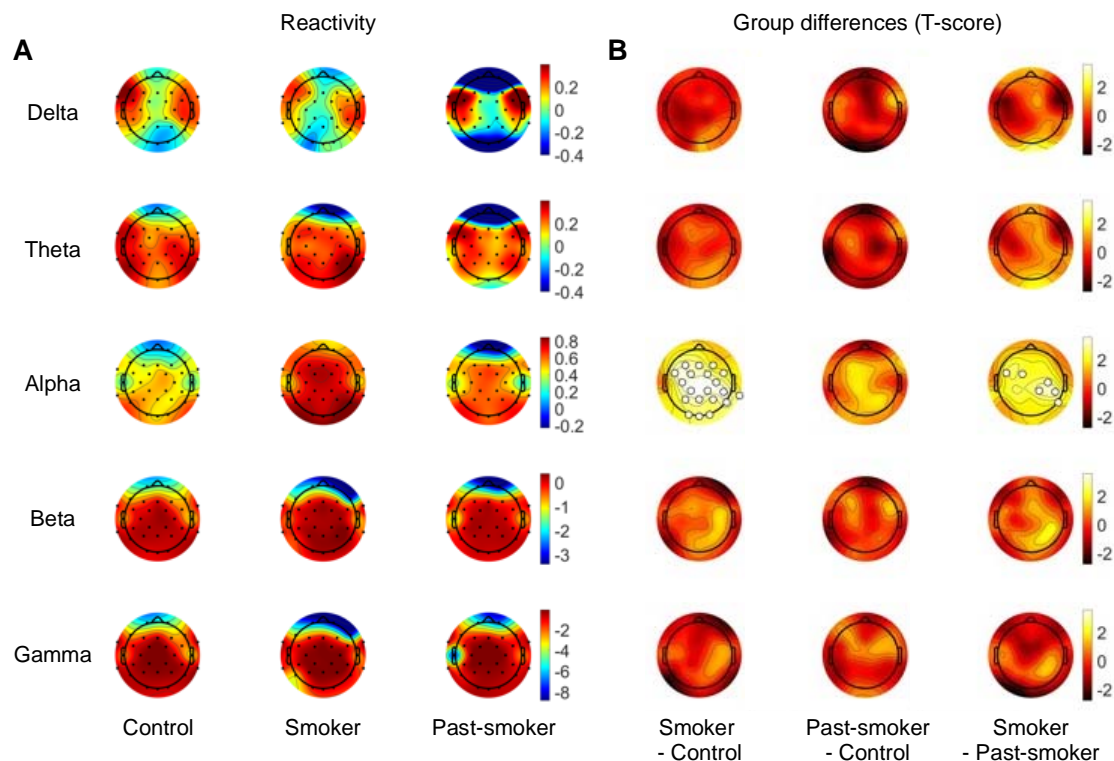 Reactivity
Group differences (T-score)
A
B
Delta
0.2
0
-0.2
-0.4
2
0
-2
Theta
0.2
0
-0.2
-0.4
2
0
-2
Alpha
0.8
0.6
0.4
0.2
0
-0.2
2
0
-2
Beta
0
-1
-2
-3
2
0
-2
Gamma
-2
-4
-6
-8
2
0
-2
Control
Smoker
Past-smoker
Smoker
- Control
Past-smoker
- Control
Smoker
- Past-smoker